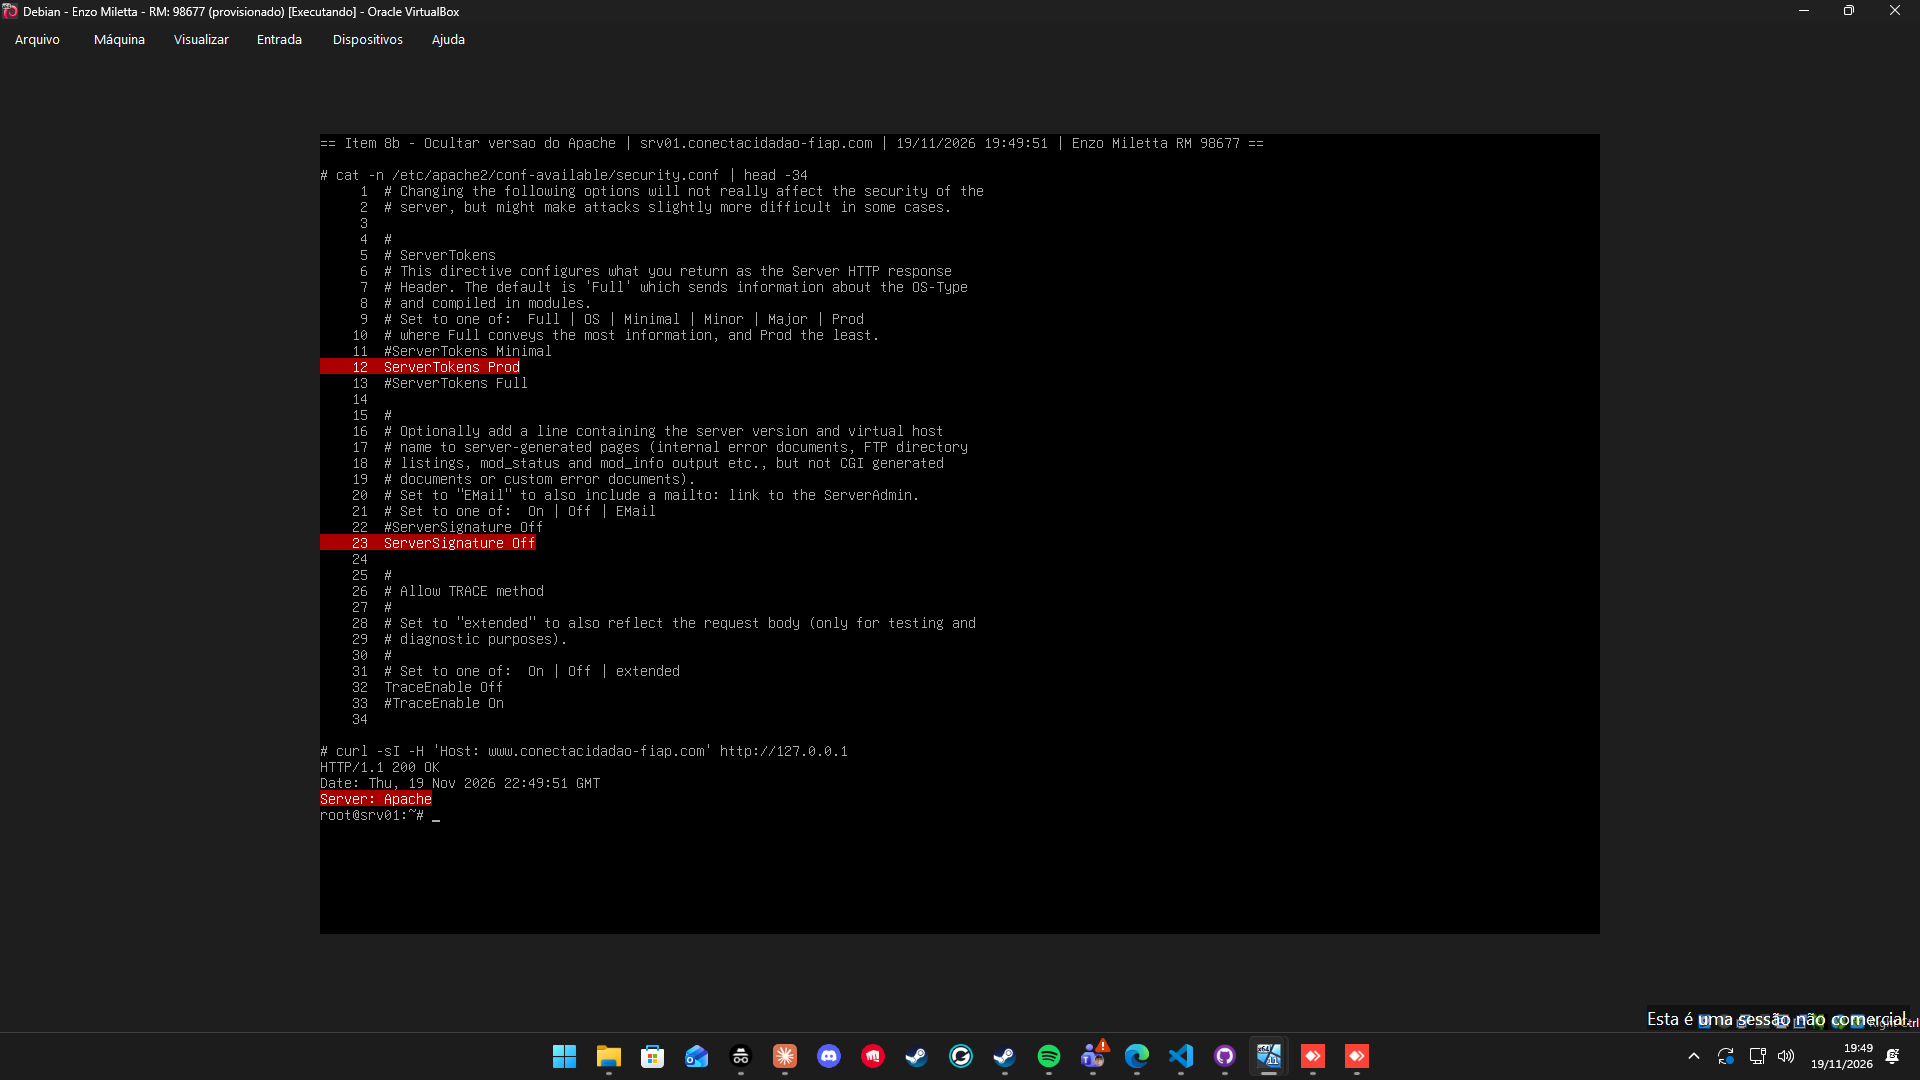 Debian - Enzo Miletta - RM: 98677 (provisionado) [Executando] - Oracle VirtualBox
Arquivo Máquina Visualizar Entrada Dispositivos Ajuda
== Item 8b - Ocultar versao do Apache | srv01.conectacidadao-fiap.com | 19/11/2026 19:49:51 | Enzo Miletta RM 98677 ==
# cat -n /etc/apache2/conf-available/security.conf | head -34
1 # Changing the following options will not really affect the security of the
2 # server, but might make attacks slightly more difficult in some cases.
3
4 #
5 # ServerTokens
6 # This directive configures what you return as the Server HTTP response
7 # Header. The default is 'Full' which sends information about the OS-Type
8 # and compiled in modules.
9 # Set to one of:  Full | OS | Minimal | Minor | Major | Prod
10 # where Full conveys the most information, and Prod the least.
11 #ServerTokens Minimal
12 ServerTokens Prod
13 #ServerTokens Full
14
15 #
16 # Optionally add a line containing the server version and virtual host
17 # name to server-generated pages (internal error documents, FTP directory
18 # listings, mod_status and mod_info output etc., but not CGI generated
19 # documents or custom error documents).
20 # Set to "EMail" to also include a mailto: link to the ServerAdmin.
21 # Set to one of:  On | Off | EMail
22 #ServerSignature Off
23 ServerSignature Off
24
25 #
26 # Allow TRACE method
27 #
28 # Set to "extended" to also reflect the request body (only for testing and
29 # diagnostic purposes).
30 #
31 # Set to one of:  On | Off | extended
32 TraceEnable Off
33 #TraceEnable On
34
# curl -sI -H 'Host: www.conectacidadao-fiap.com' http://127.0.0.1
HTTP/1.1 200 OK
Date: Thu, 19 Nov 2026 22:49:51 GMT
Server: Apache
root@srv01:~# _
Esta é uma sessão não comercial.
19:49
19/11/2026